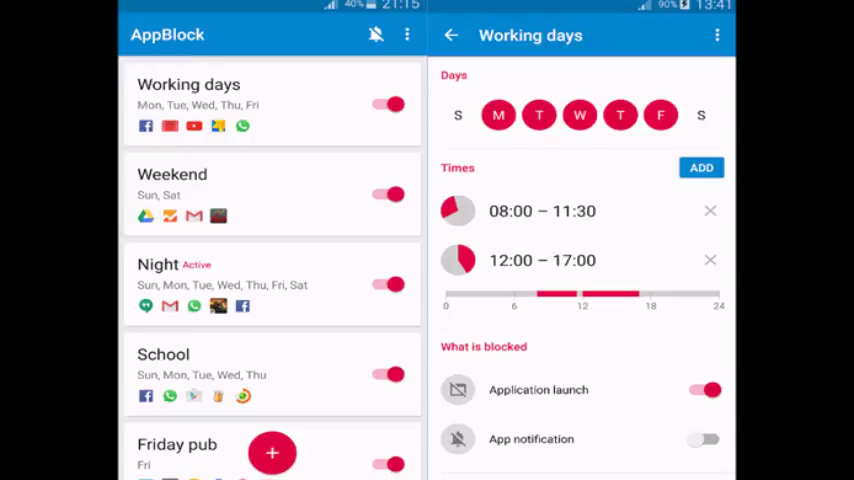 40% 21:15
AppBlock
Working days
Mon, Tue, Wed, Thu, Fri
Weekend
Sun, Sat
Night Active
Sun, Mon, Tue, Wed, Thu, Fri, Sat
School
Sun, Mon, Tue, Wed, Thu
Friday pub
Fri
90% 13:41
Working days
Days
S M T W T F S
Times ADD
08:00 – 11:30
12:00 – 17:00
0 6 12 18 24
What is blocked
Application launch
App notification